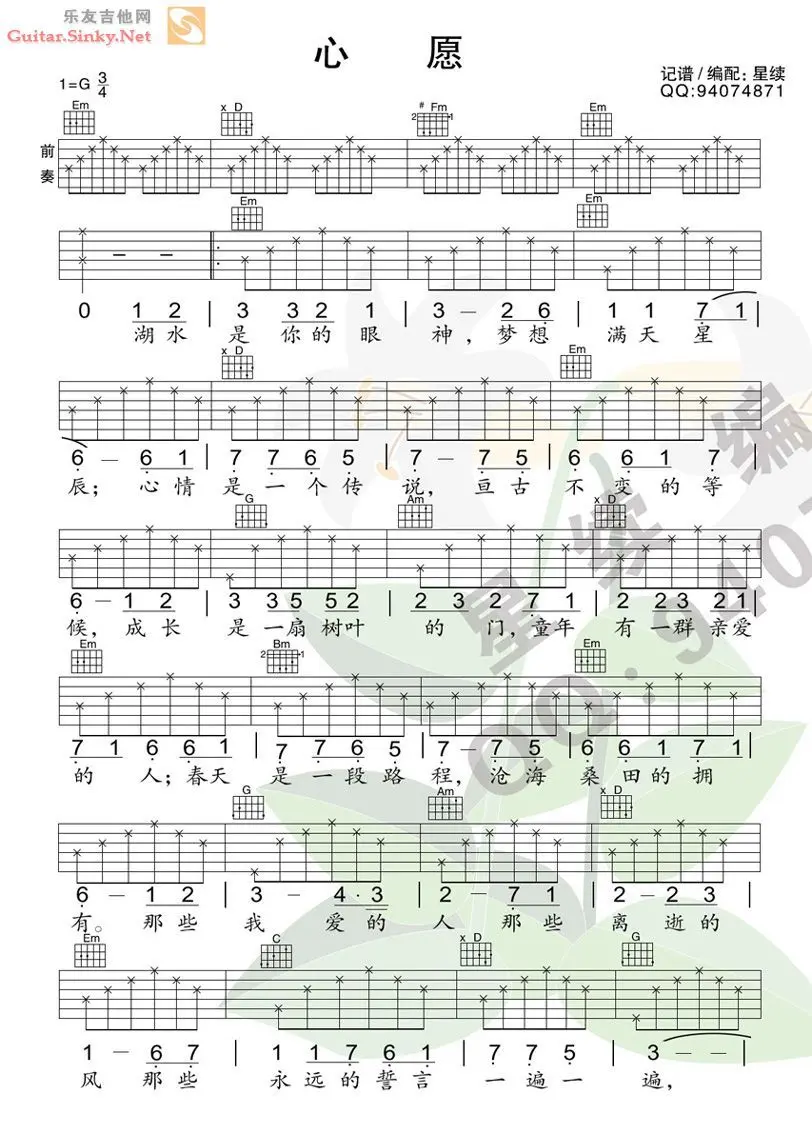 乐友吉他网
Guitar.Sinky.Net
心 愿
记谱 / 编配: 星续
QQ:94074871
1=G 3/4
Em x D # Fm Em
2 1
前奏
Em Em
0 1 2 | 3 3 2 1 | 3 — 2 6 | 1 1 7 1 |
湖水 是 你的 眼 神, 梦想 满 天 星
x D Em
6 — 6 1 | 7 7 6 5 | 7 — 7 5 | 6 6 1 7 |
辰; 心情 是 一个 传 说, 亘古 不 变的 等
G Am x D
6 — 1 2 | 3 3 5 5 2 | 2 3 2 7 1 | 2 2 3 2 1 |
候, 成长 是 一扇 树叶 的 门, 童年 有 一群 亲爱
Em Bm Em
2 1
7 1 6 6 1 | 7 7 6 5 | 7 — 7 5 | 6 6 1 7 |
的 人; 春天 是 一段 路 程, 沧海 桑 田的 拥
G Am x D
6 — 1 2 | 3 — 4· 3 | 2 — 7 1 | 2 — 2 3 |
有。 那些 我 爱的 人 那些 离 逝的
Em C x D G
1 — 6 7 | 1 1 7 6 1 | 7 7 5 | 3 — — |
风 那些 永 远的 誓言 一 遍 一 遍,
星续编
QQ:940